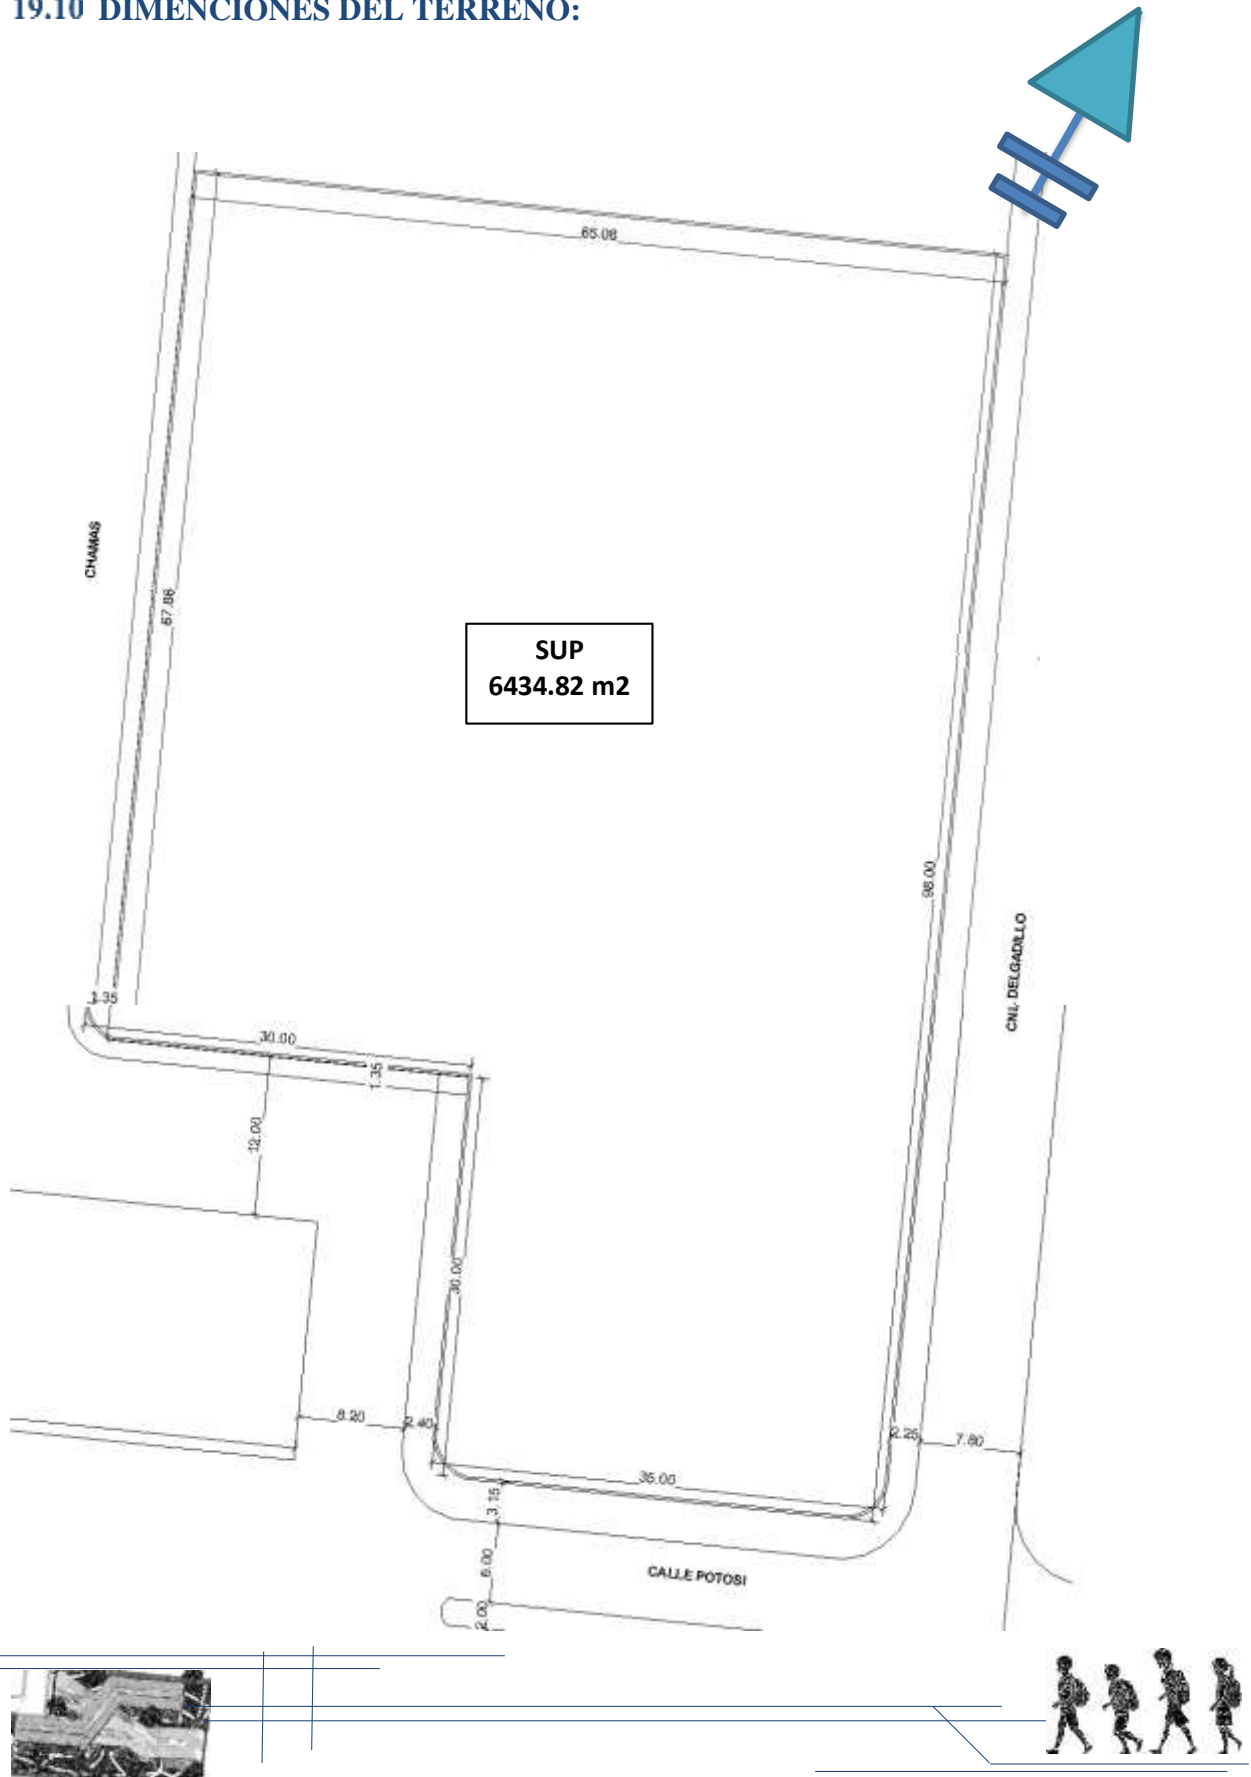 19.10 DIMENCIONES DEL TERRENO:
65.06
CHAMAS
67.86
SUP
6434.82 m2
98.00
CNL. DELGADILLO
1.35
30.00
1.35
12.00
30.00
8.20
2.40
2.25
7.80
35.00
3.15
CALLE POTOSI
6.00
2.00